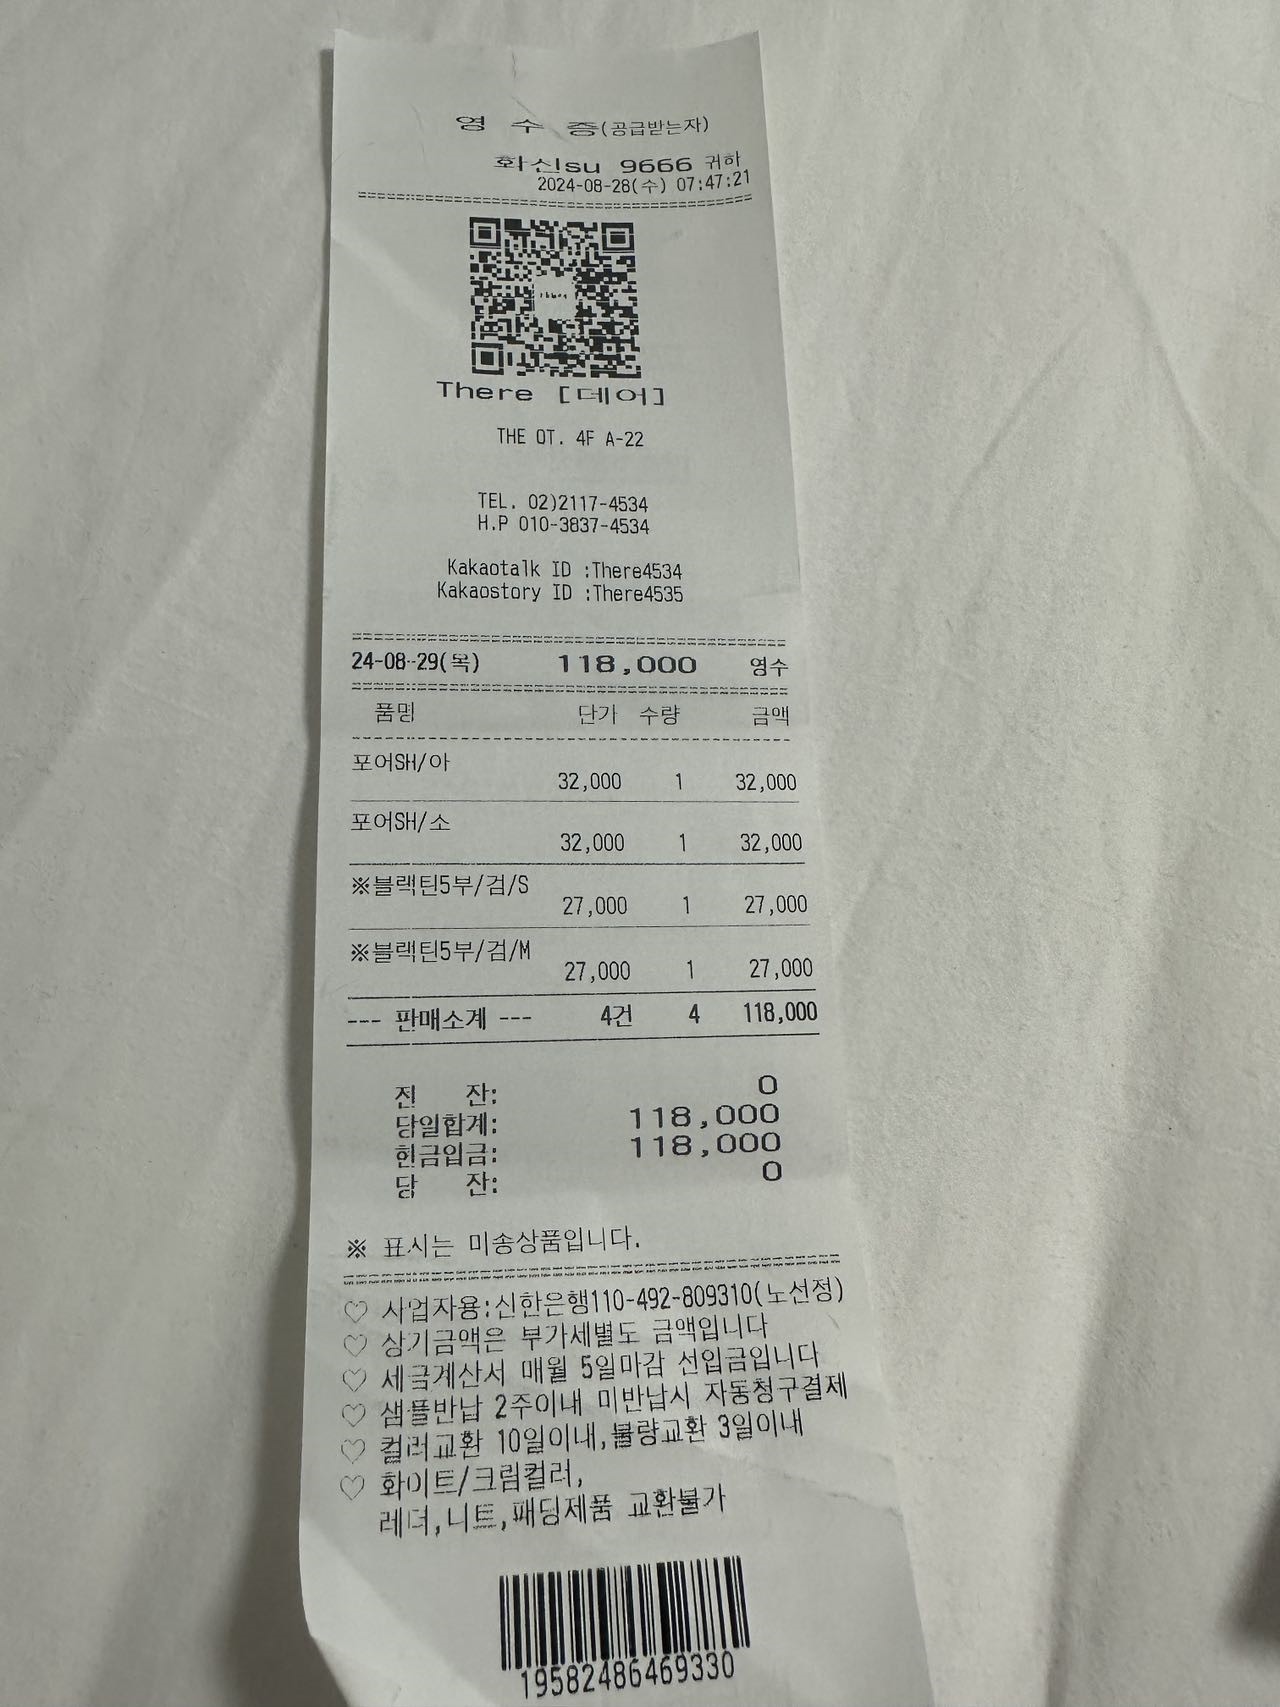 영 수 증(공급받는자)
화신su 9666 귀하
2024-08-28(수) 07:47:21
There [데어]
THE OT. 4F A-22
TEL. 02)2117-4534
H.P 010-3837-4534
Kakaotalk ID :There4534
Kakaostory ID :There4535
24-08-29(목) 118,000 영수
품명 단가 수량 금액
포어SH/아
32,000 1 32,000
포어SH/소
32,000 1 32,000
※블랙틴5부/검/S
27,000 1 27,000
※블랙틴5부/검/M
27,000 1 27,000
--- 판매소계 --- 4건 4 118,000
전 잔: 0
당일합계: 118,000
현금입금: 118,000
당 잔: 0
※ 표시는 미송상품입니다.
♡ 사업자용:신한은행110-492-809310(노선정)
♡ 상기금액은 부가세별도 금액입니다
♡ 세금계산서 매월 5일마감 선입금입니다
♡ 샘플반납 2주이내 미반납시 자동청구결제
♡ 컬러교환 10일이내,불량교환 3일이내
♡ 화이트/크림컬러,
레더,니트,패딩제품 교환불가
19582486469330